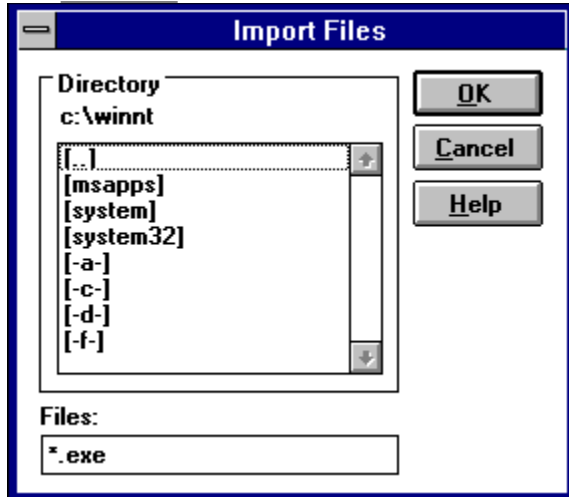 Import Files
Directory
c:\winnt
[..]
[msapps]
[system]
[system32]
[-a-]
[-c-]
[-d-]
[-f-]
OK
Cancel
Help
Files:
*.exe